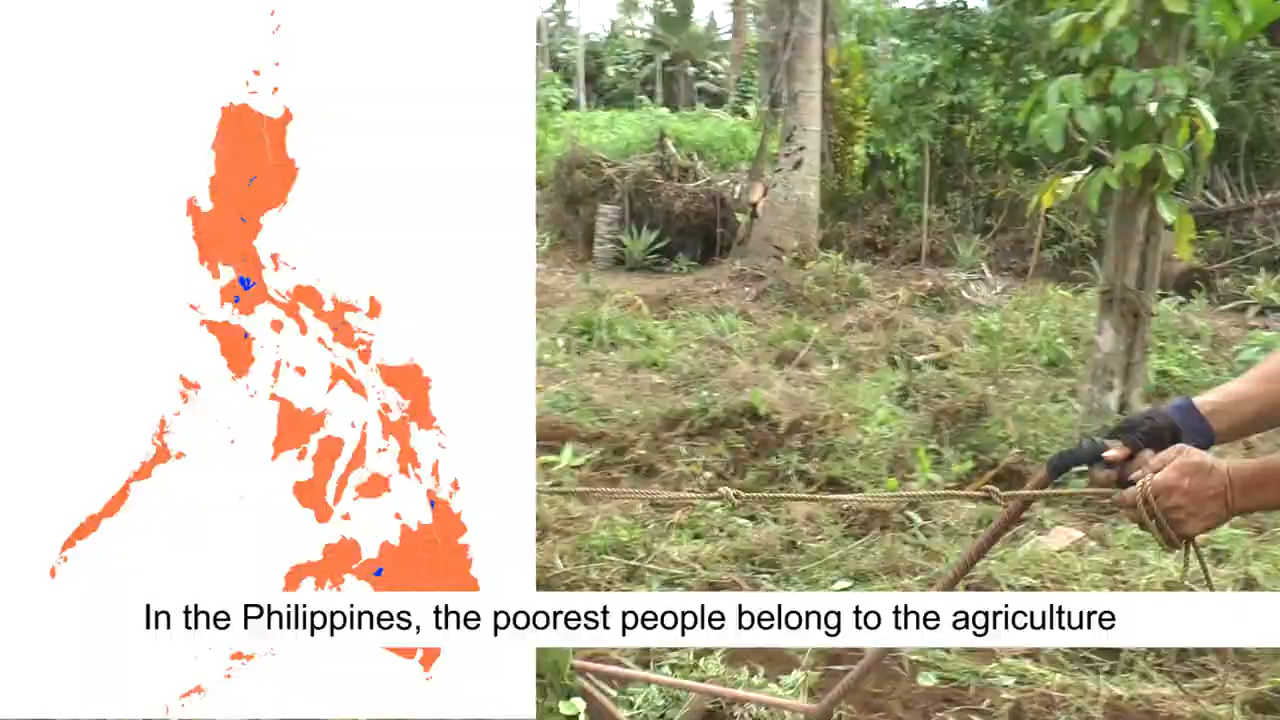 In the Philippines, the poorest people belong to the agriculture